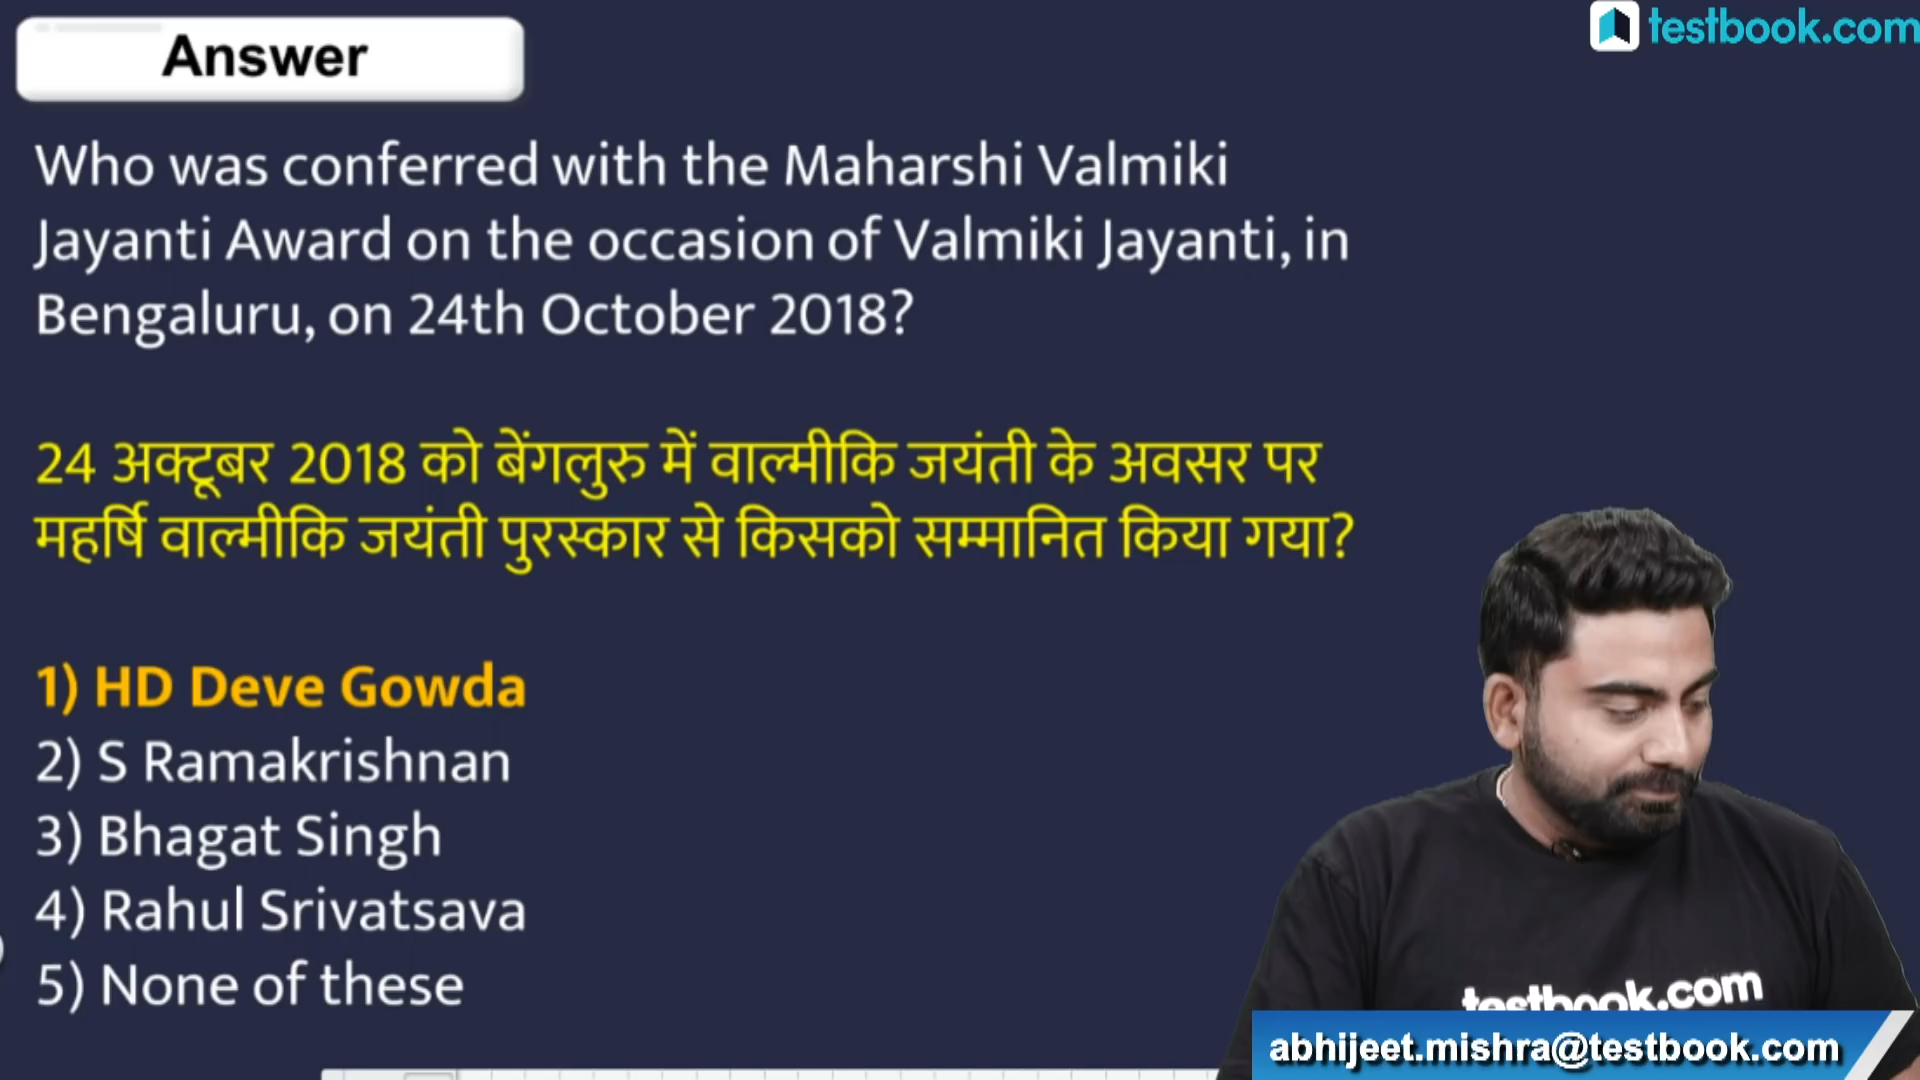 Answer
testbook.com
Who was conferred with the Maharshi Valmiki
Jayanti Award on the occasion of Valmiki Jayanti, in
Bengaluru, on 24th October 2018?
24 अक्टूबर 2018 को बेंगलुरु में वाल्मीकि जयंती के अवसर पर
महर्षि वाल्मीकि जयंती पुरस्कार से किसको सम्मानित किया गया?
1) HD Deve Gowda
2) S Ramakrishnan
3) Bhagat Singh
4) Rahul Srivatsava
5) None of these
testbook.com
abhijeet.mishra@testbook.com